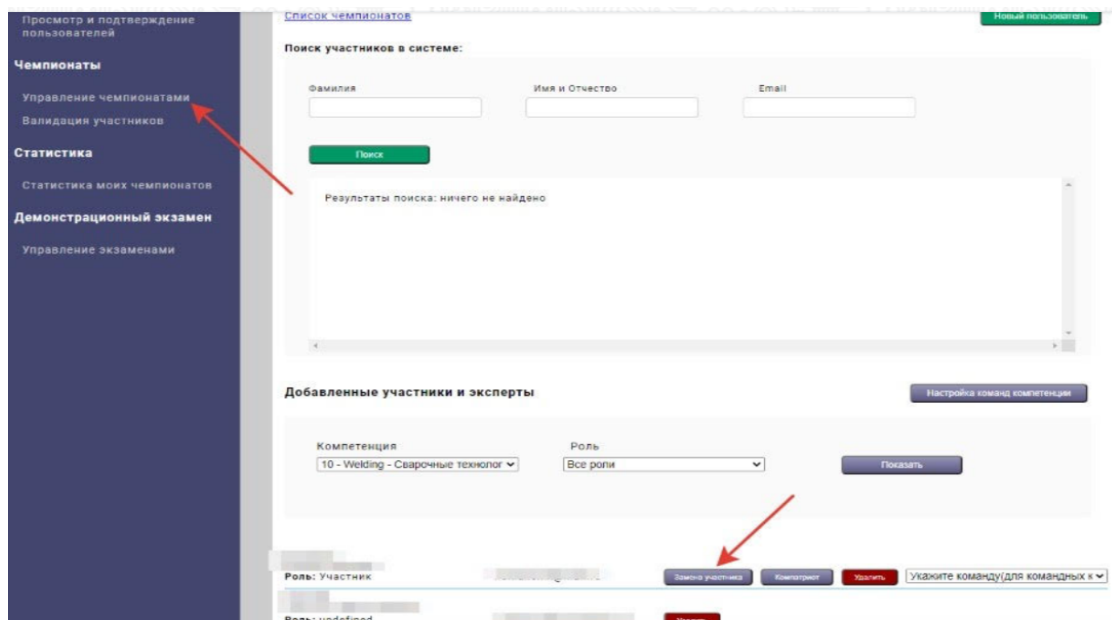 Просмотр и подтверждение
пользователей
Чемпионаты
Управление чемпионатами
Валидация участников
Статистика
Статистика моих чемпионатов
Демонстрационный экзамен
Управление экзаменами
Список чемпионатов
Новый пользователь
Поиск участников в системе:
Фамилия Имя и Отчество Email
Поиск
Результаты поиска: ничего не найдено
Добавленные участники и эксперты
Настройка команд компетенции
Компетенция Роль
10 - Welding - Сварочные технолог Все роли Показать
Роль: Участник Замена участника Компатриот Удалить Укажите команду(для командных к
Роль: undefined Удалить